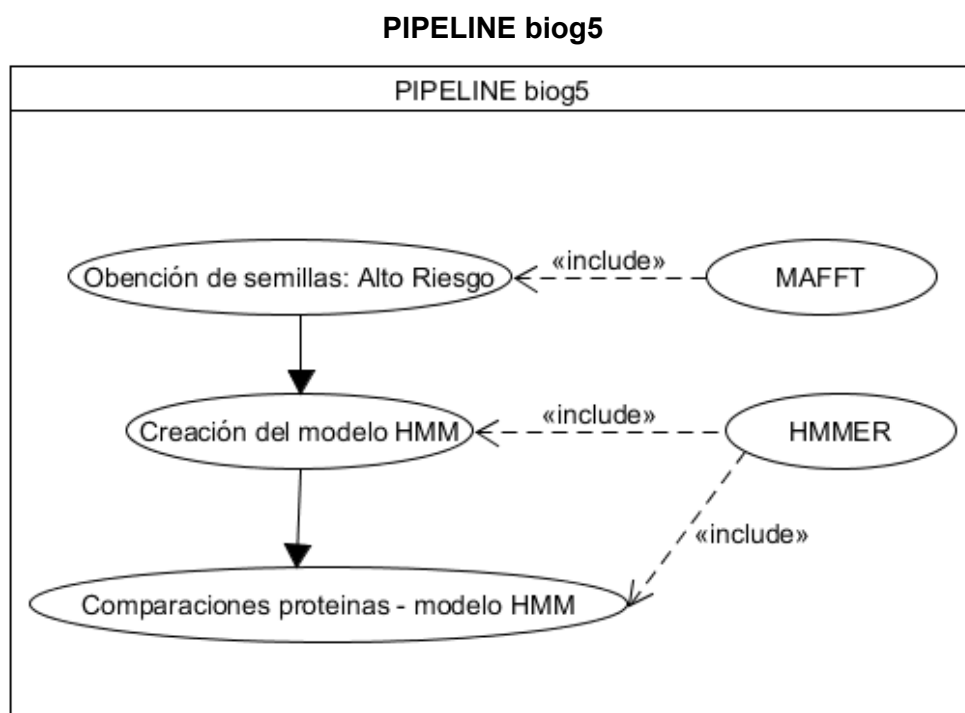 PIPELINE biog5
PIPELINE biog5
Obención de semillas: Alto Riesgo
«include»
MAFFT
Creación del modelo HMM
«include»
HMMER
«include»
Comparaciones proteinas - modelo HMM